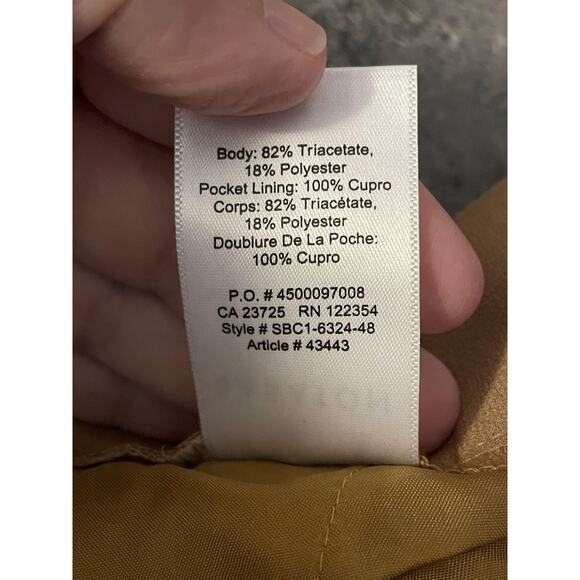 Body: 82% Triacetate,
18% Polyester
Pocket Lining: 100% Cupro
Corps: 82% Triacétate,
18% Polyester
Doublure De La Poche:
100% Cupro
P.O. # 4500097008
CA 23725 RN 122354
Style # SBC1-6324-48
Article # 43443